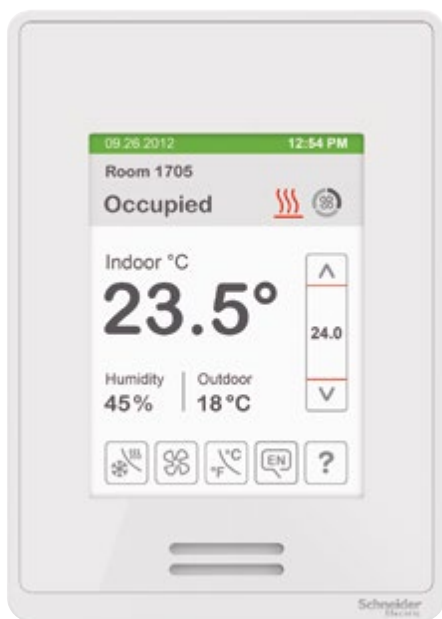 09.26.2012 12:54 PM
Room 1705
Occupied
Indoor °C
23.5°
24.0
Humidity Outdoor
45% 18°C
°F °C EN ?
Schneider
Electric